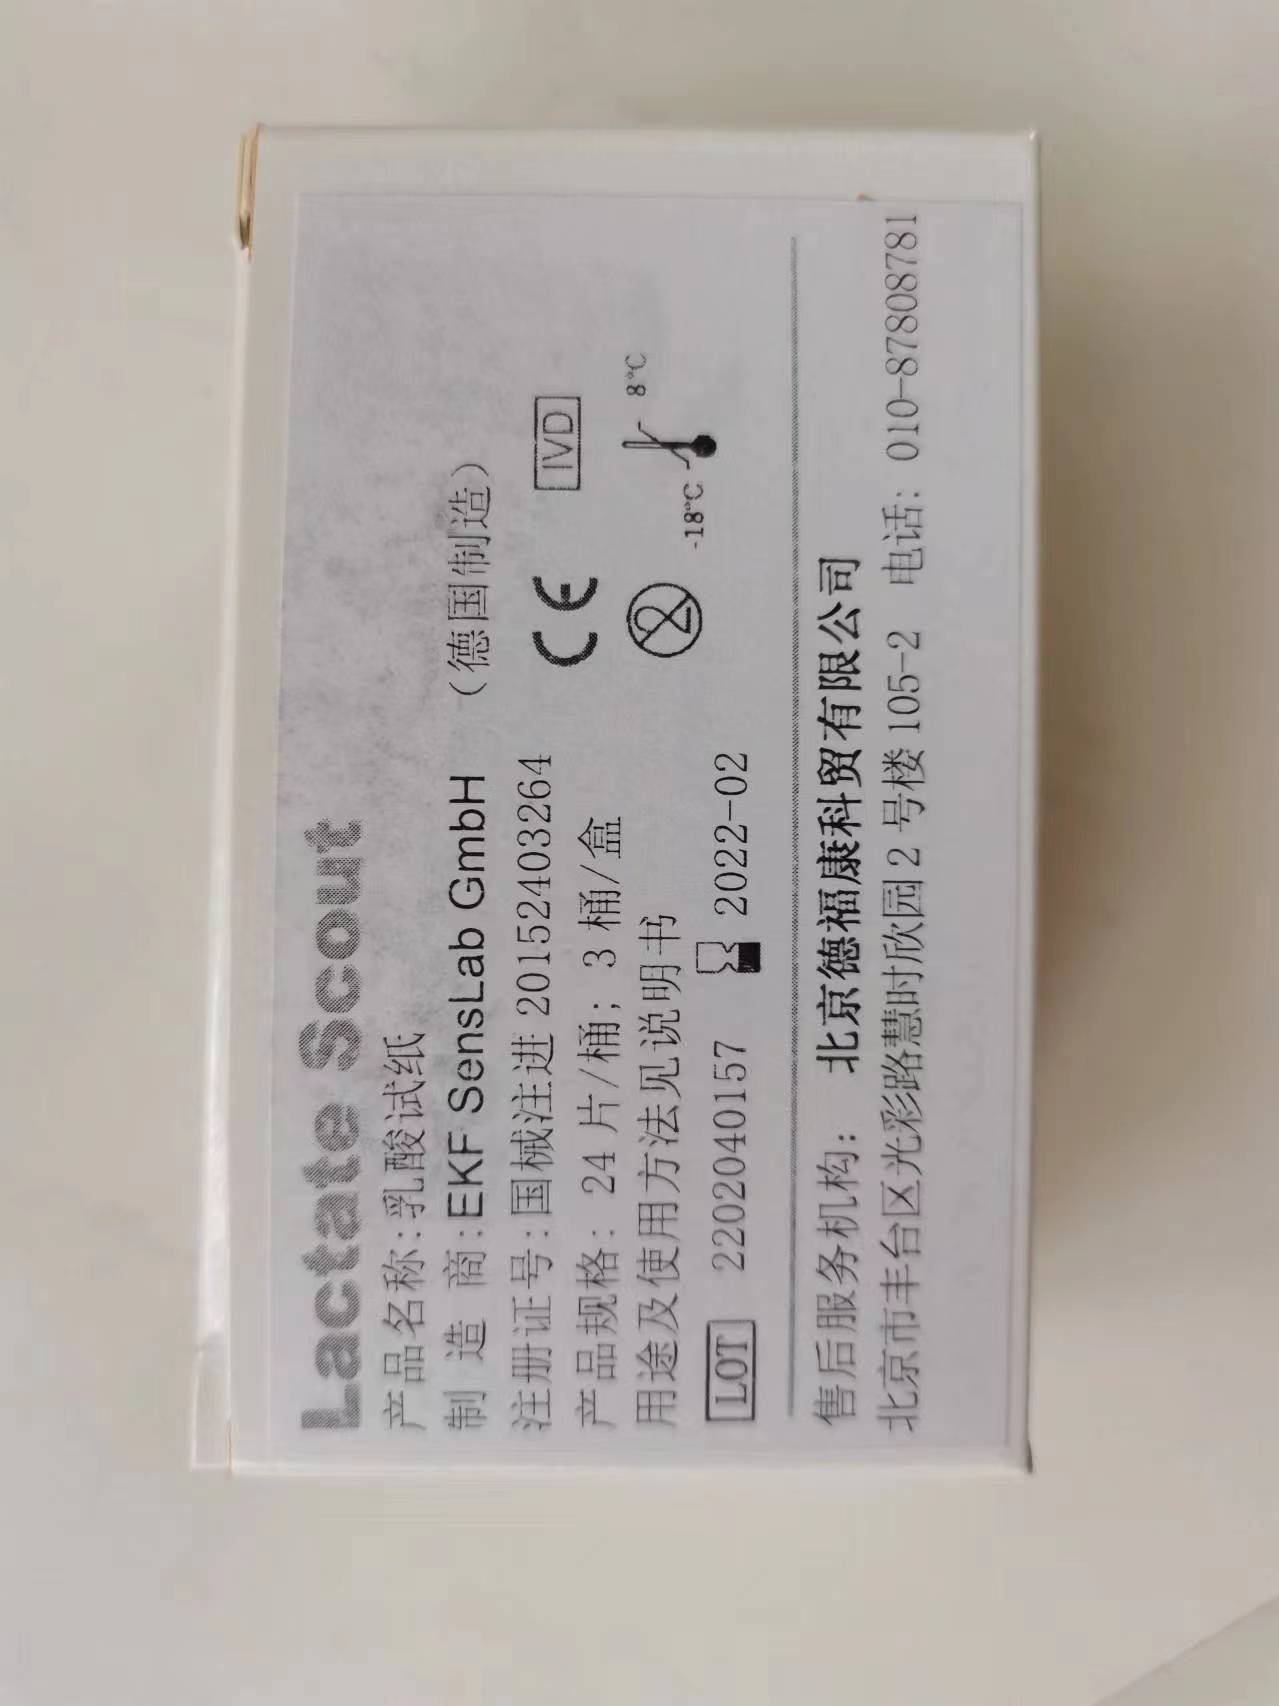 Lactate Scout
产品名称:乳酸试纸
制 造 商:EKF SensLab GmbH （德国制造）
注册证号:国械注进 20152403264
CE IVD
产品规格: 24 片/桶; 3 桶/盒
用途及使用方法见说明书
2
-18℃ 8℃
LOT 2202040157 2022-02
售后服务机构: 北京德福康科贸有限公司
北京市丰台区光彩路慧时欣园 2 号楼 105-2 电话: 010-87808781